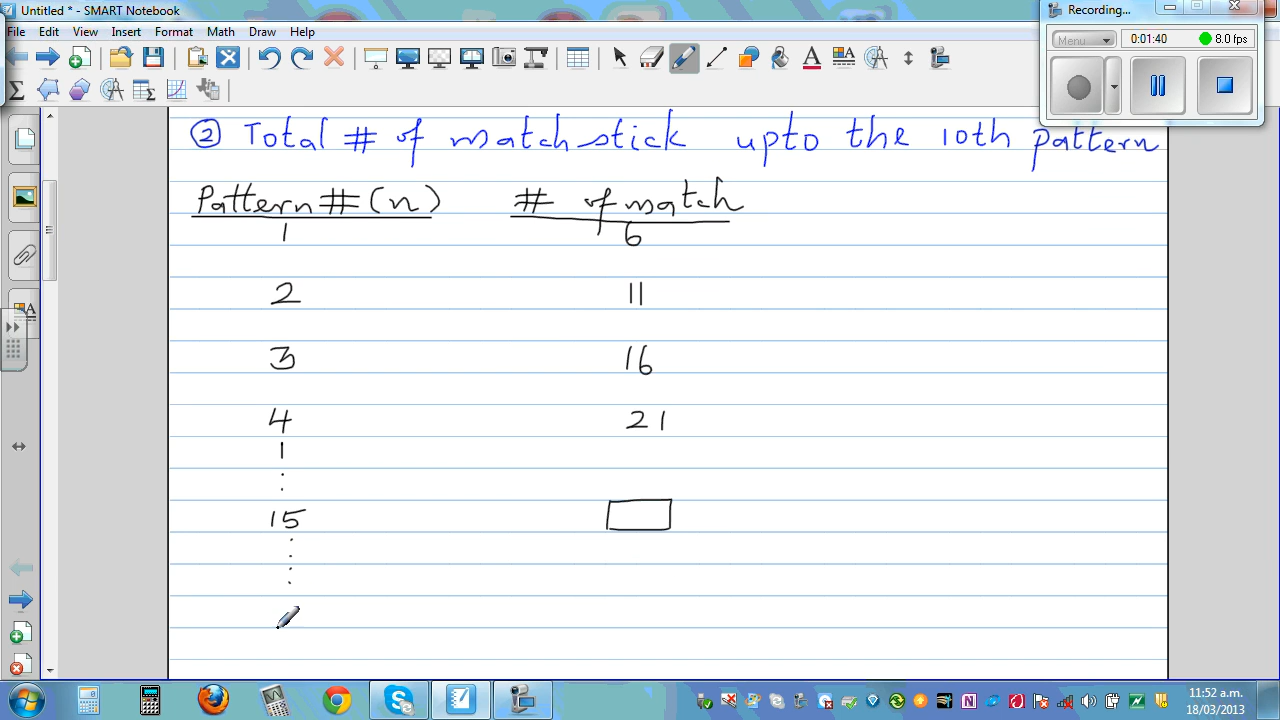 Untitled * - SMART Notebook
Recording...
File Edit View Insert Format Math Draw Help
Menu 0:01:40 8.0 fps
② Total # of match stick upto the 10th pattern
Pattern # (n) # of match
1 6
2 11
3 16
4 21
15
11:52 a.m.
18/03/2013